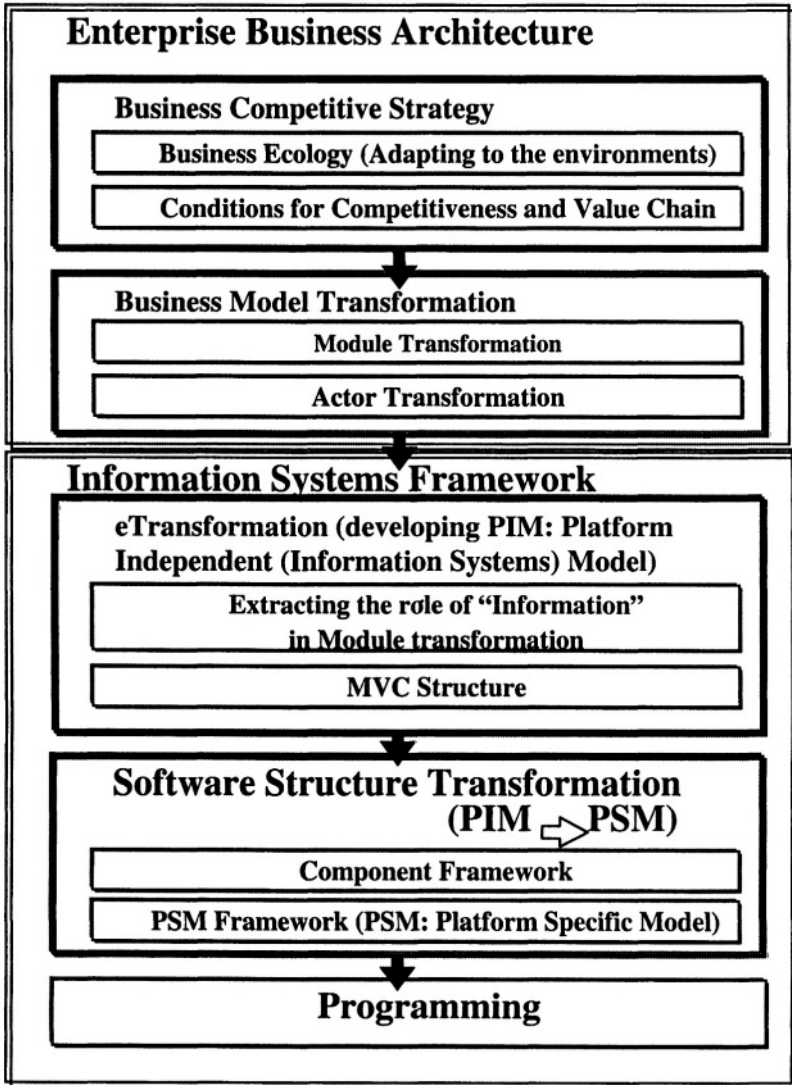 Enterprise Business Architecture
Business Competitive Strategy
Business Ecology (Adapting to the environments)
Conditions for Competitiveness and Value Chain
Business Model Transformation
Module Transformation
Actor Transformation
Information Systems Framework
eTransformation (developing PIM: Platform
Independent (Information Systems) Model)
Extracting the role of “Information”
in Module transformation
MVC Structure
Software Structure Transformation
(PIM ⇨ PSM)
Component Framework
PSM Framework (PSM: Platform Specific Model)
Programming